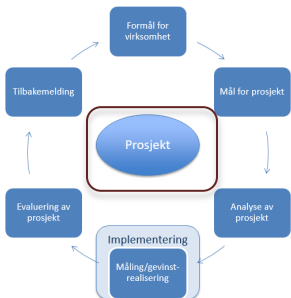 Formål for
virksomhet
Tilbakemelding
Mål for prosjekt
Prosjekt
Evaluering av
prosjekt
Analyse av
prosjekt
Implementering
Måling/gevinst-
realisering